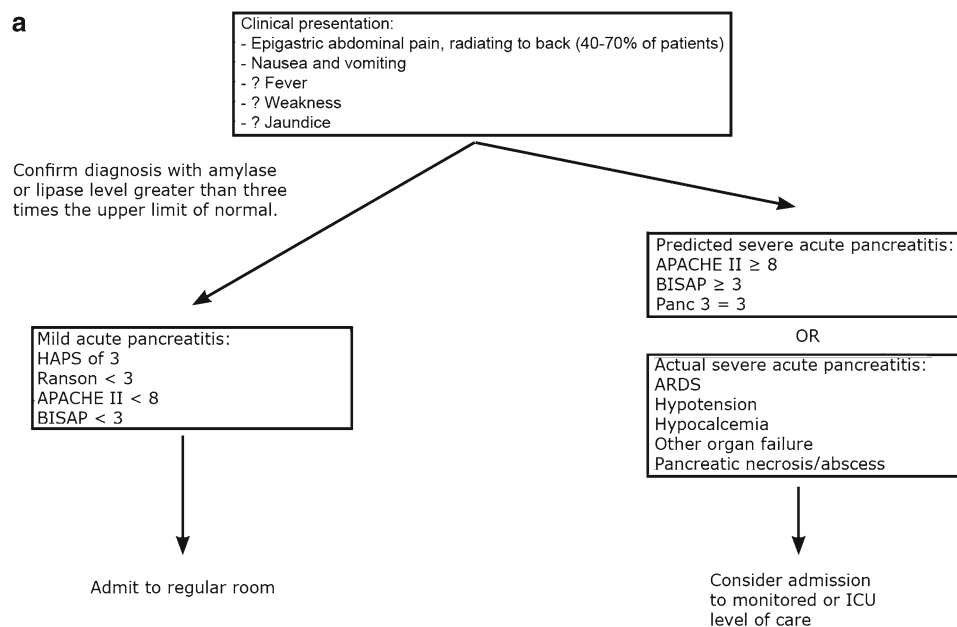 a
Clinical presentation:
- Epigastric abdominal pain, radiating to back (40-70% of patients)
- Nausea and vomiting
- ? Fever
- ? Weakness
- ? Jaundice
Confirm diagnosis with amylase
or lipase level greater than three
times the upper limit of normal.
Predicted severe acute pancreatitis:
APACHE II ≥ 8
BISAP ≥ 3
Panc 3 = 3
OR
Mild acute pancreatitis:
HAPS of 3
Ranson < 3
APACHE II < 8
BISAP < 3
Actual severe acute pancreatitis:
ARDS
Hypotension
Hypocalcemia
Other organ failure
Pancreatic necrosis/abscess
Admit to regular room
Consider admission
to monitored or ICU
level of care